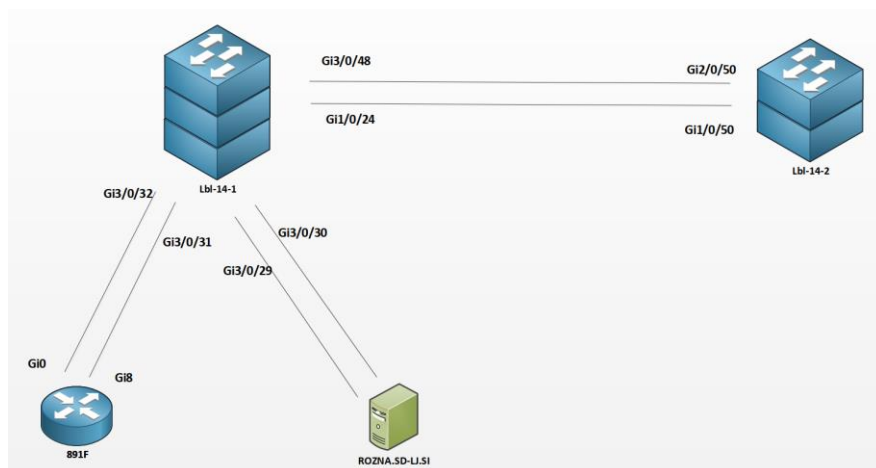 Gi3/0/48
Gi2/0/50
Gi1/0/24
Gi1/0/50
Lbl-14-1
Lbl-14-2
Gi3/0/32
Gi3/0/31
Gi3/0/30
Gi3/0/29
Gi0
Gi8
891F
ROZNA.SD-LJ.SI